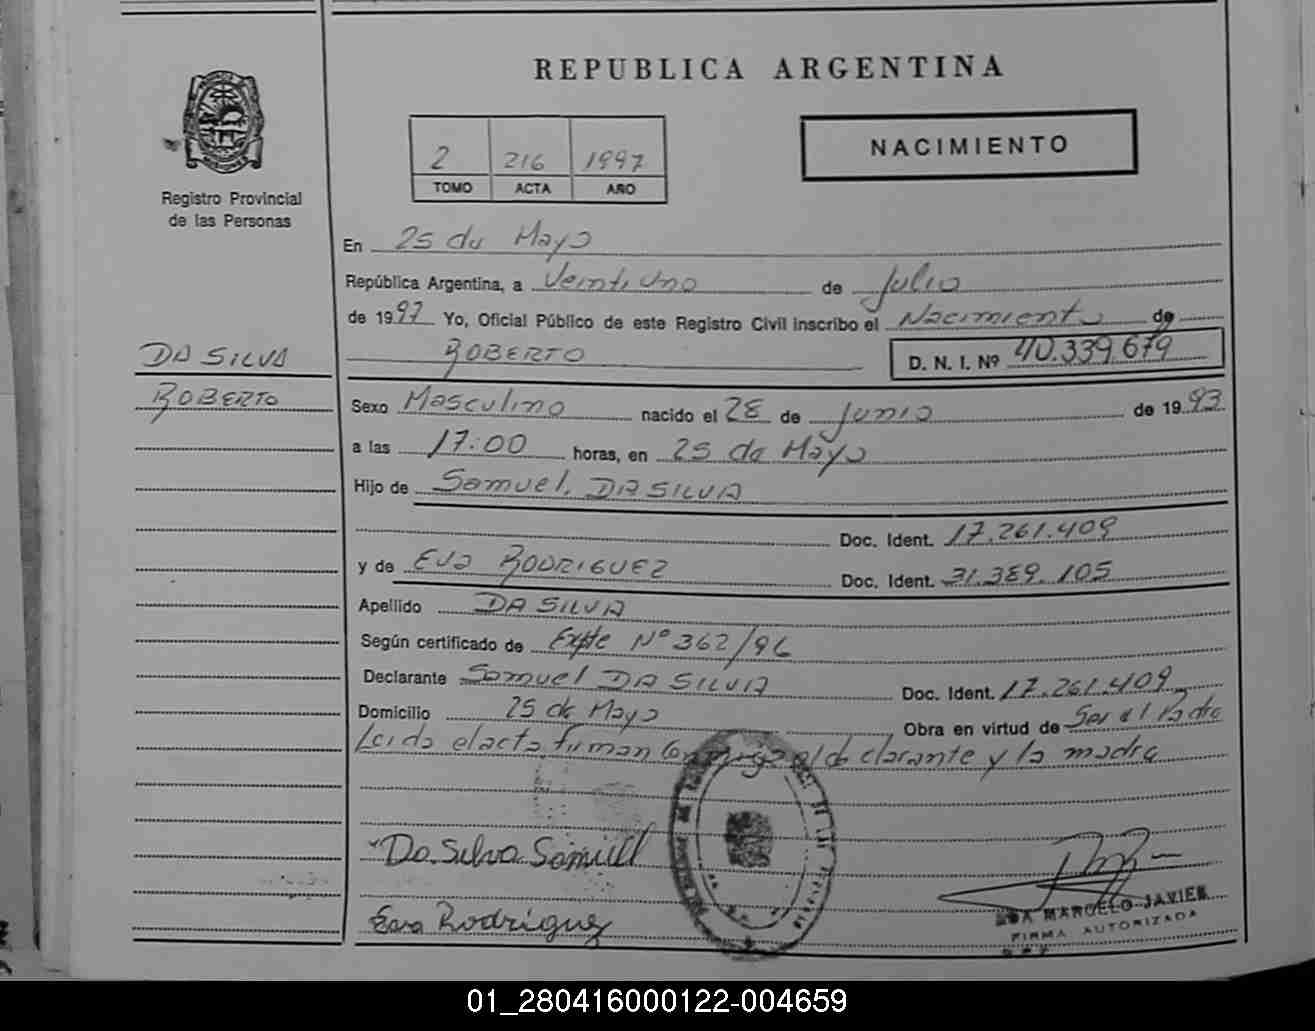 REPUBLICA ARGENTINA
NACIMIENTO
2 216 1997
TOMO ACTA AÑO
Registro Provincial
de las Personas
En 25 de Mayo
República Argentina, a Veintiuno de Julio
de 1997 Yo, Oficial Público de este Registro Civil inscribo el Nacimiento de
ROBERTO D. N. I. Nº 40.339.679
DA SILVA
ROBERTO
Sexo Masculino nacido el 28 de Junio de 1993
a las 17:00 horas, en 25 de Mayo
Hijo de Samuel, DA SILVA
Doc. Ident. 17.261.409
y de Eva RODRIGUEZ Doc. Ident. 31.389.105
Apellido DA SILVA
Según certificado de Expte Nº 362/96
Declarante Samuel DA SILVA Doc. Ident. 17.261.409
Domicilio 25 de Mayo Obra en virtud de Ser el Padre
Leida el acta firman conmigo el declarante y la madre
Da Silva Samuel
Eva Rodriguez
MARCELO JAVIER
FIRMA AUTORIZADA
01_280416000122-004659